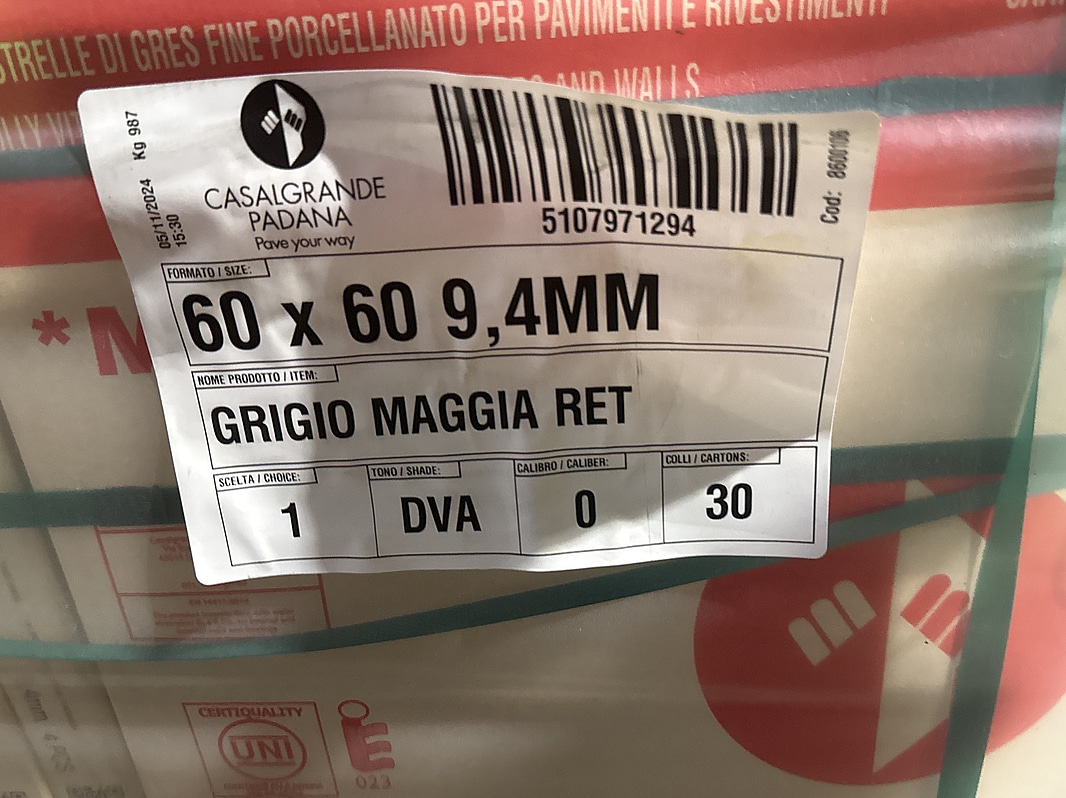 STRELLE DI GRES FINE PORCELLANATO PER PAVIMENTI E RIVESTIMENTI
AND WALLS
Kg 987
05/11/2024
15:30
CASALGRANDE
PADANA
Pave your way
5107971294
Cod: 8600106
FORMATO / SIZE:
60 x 60 9,4MM
NOME PRODOTTO / ITEM:
GRIGIO MAGGIA RET
SCELTA / CHOICE:
1
TONO / SHADE:
DVA
CALIBRO / CALIBER:
0
COLLI / CARTONS:
30
*M
CERTIQUALITY
UNI
023
4 PCS